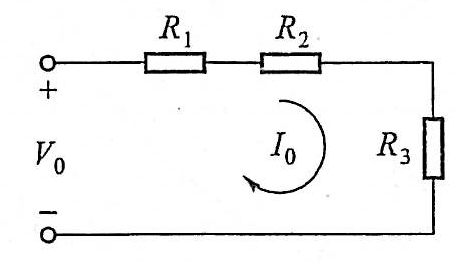 R₁ R₂
+
V₀ I₀ R₃
−